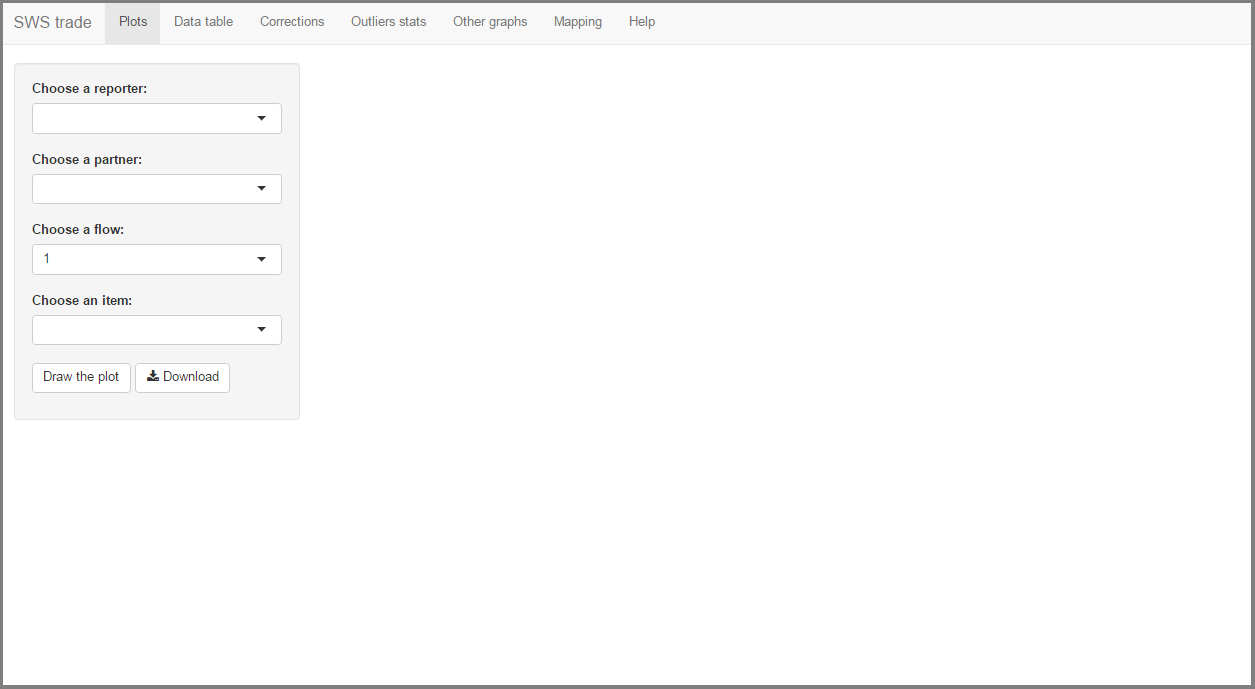 SWS trade Plots Data table Corrections Outliers stats Other graphs Mapping Help
Choose a reporter:
Choose a partner:
Choose a flow:
1
Choose an item:
Draw the plot Download